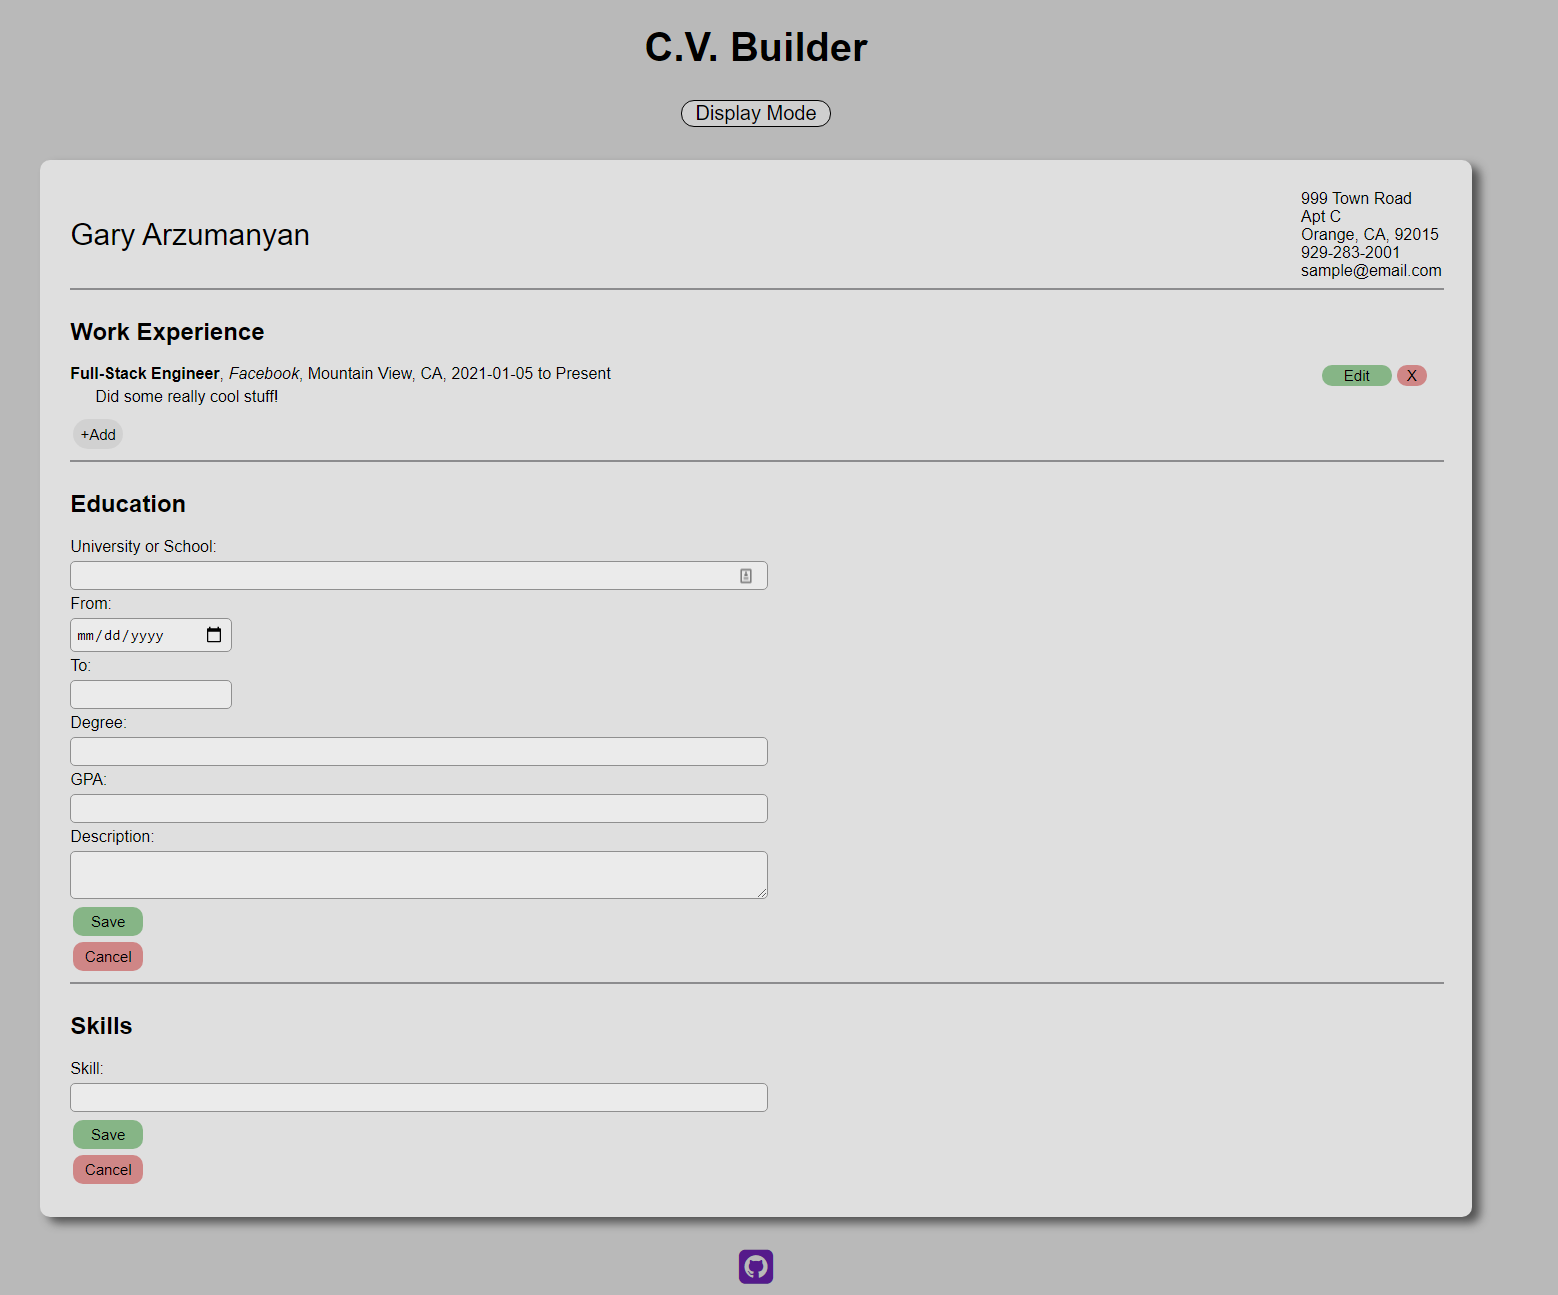 C.V. Builder
Display Mode
Gary Arzumanyan
999 Town Road
Apt C
Orange, CA, 92015
929-283-2001
sample@email.com
Work Experience
Full-Stack Engineer, Facebook, Mountain View, CA, 2021-01-05 to Present
Edit
X
Did some really cool stuff!
+Add
Education
University or School:
From:
mm/dd/yyyy
To:
Degree:
GPA:
Description:
Save
Cancel
Skills
Skill:
Save
Cancel